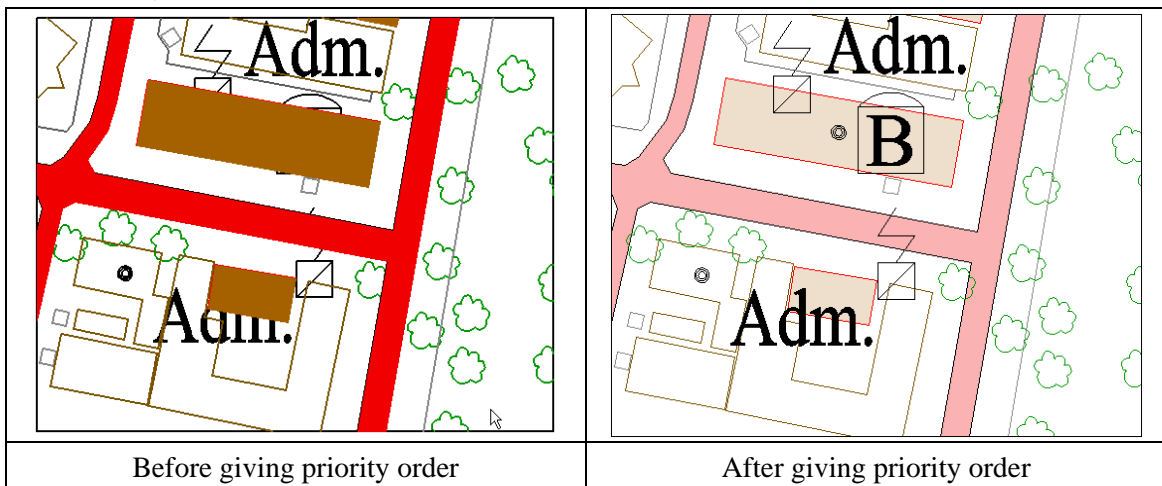 Adm.
Adm.
Adm.
B
Adm.
Before giving priority order
After giving priority order